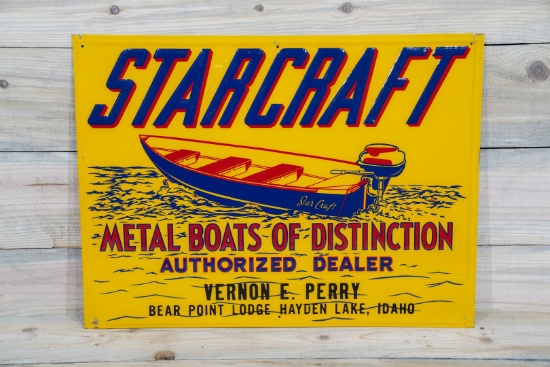 STARCRAFT
Star Craft
METAL BOATS OF DISTINCTION
AUTHORIZED DEALER
VERNON E. PERRY
BEAR POINT LODGE HAYDEN LAKE, IDAHO